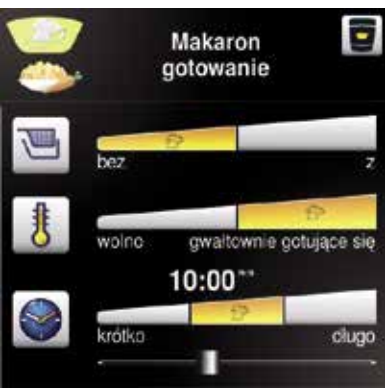 Makaron
gotowanie
bez z
wolno gwałtownie gotujące się
10:00
krótko długo